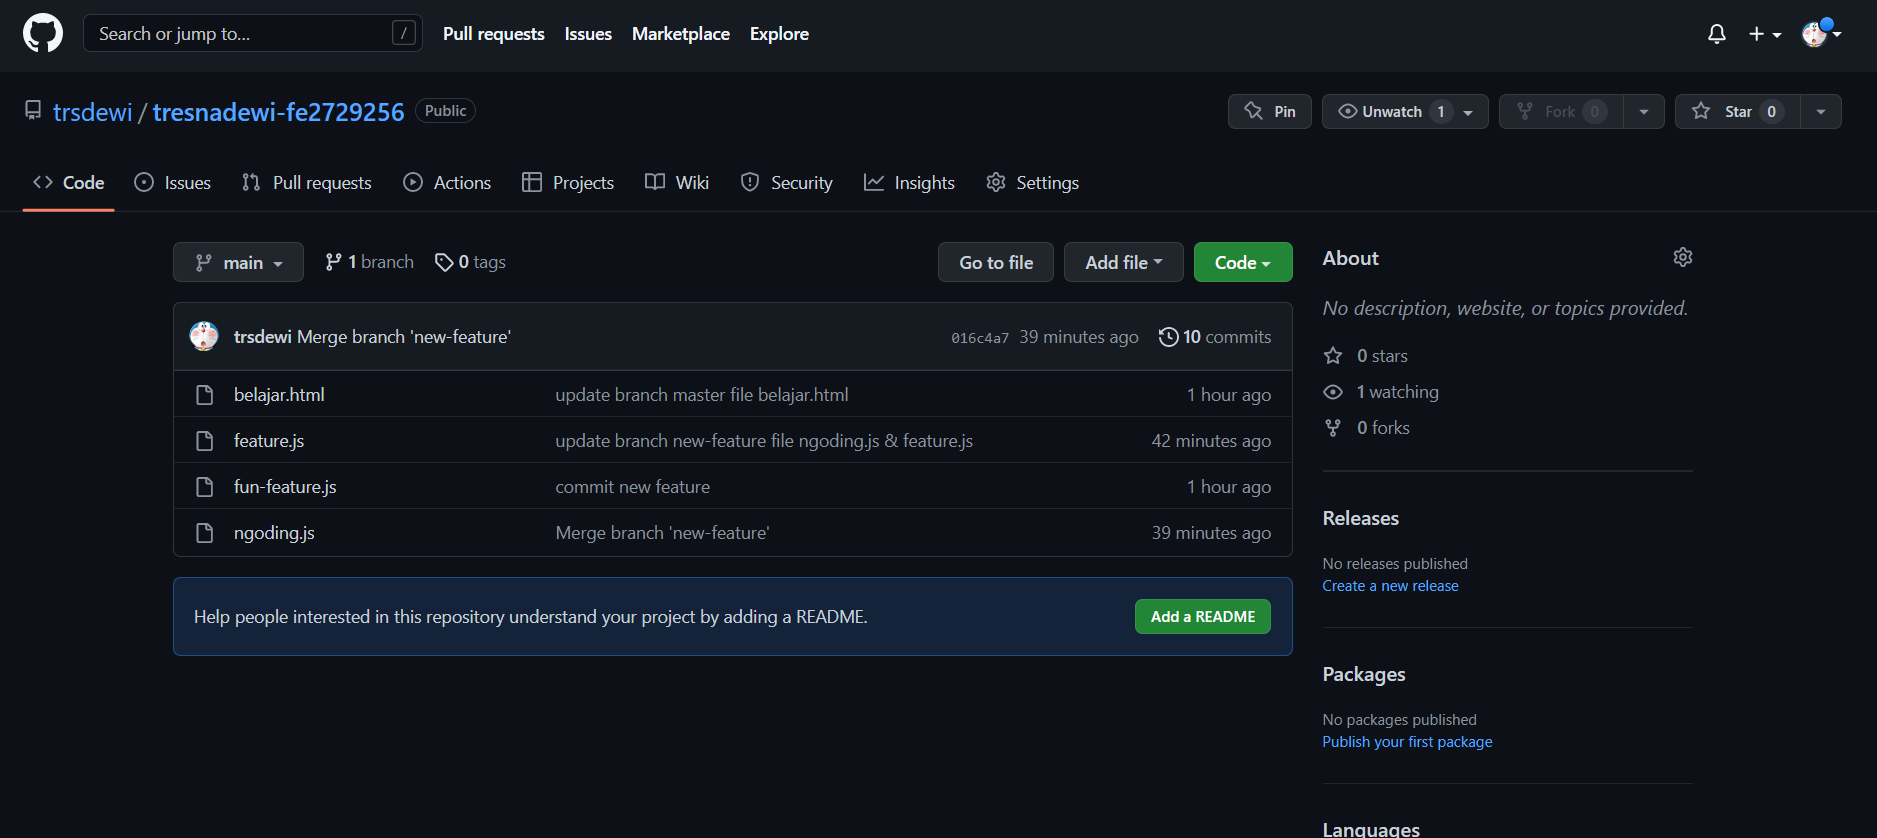 Search or jump to... /
Pull requests Issues Marketplace Explore
trsdewi / tresnadewi-fe2729256 Public
Pin Unwatch 1 Fork 0 Star 0
Code Issues Pull requests Actions Projects Wiki Security Insights Settings
main 1 branch 0 tags
Go to file Add file Code
trsdewi Merge branch 'new-feature' 016c4a7 39 minutes ago 10 commits
belajar.html update branch master file belajar.html 1 hour ago
feature.js update branch new-feature file ngoding.js & feature.js 42 minutes ago
fun-feature.js commit new feature 1 hour ago
ngoding.js Merge branch 'new-feature' 39 minutes ago
Help people interested in this repository understand your project by adding a README. Add a README
About
No description, website, or topics provided.
0 stars
1 watching
0 forks
Releases
No releases published
Create a new release
Packages
No packages published
Publish your first package
Languages